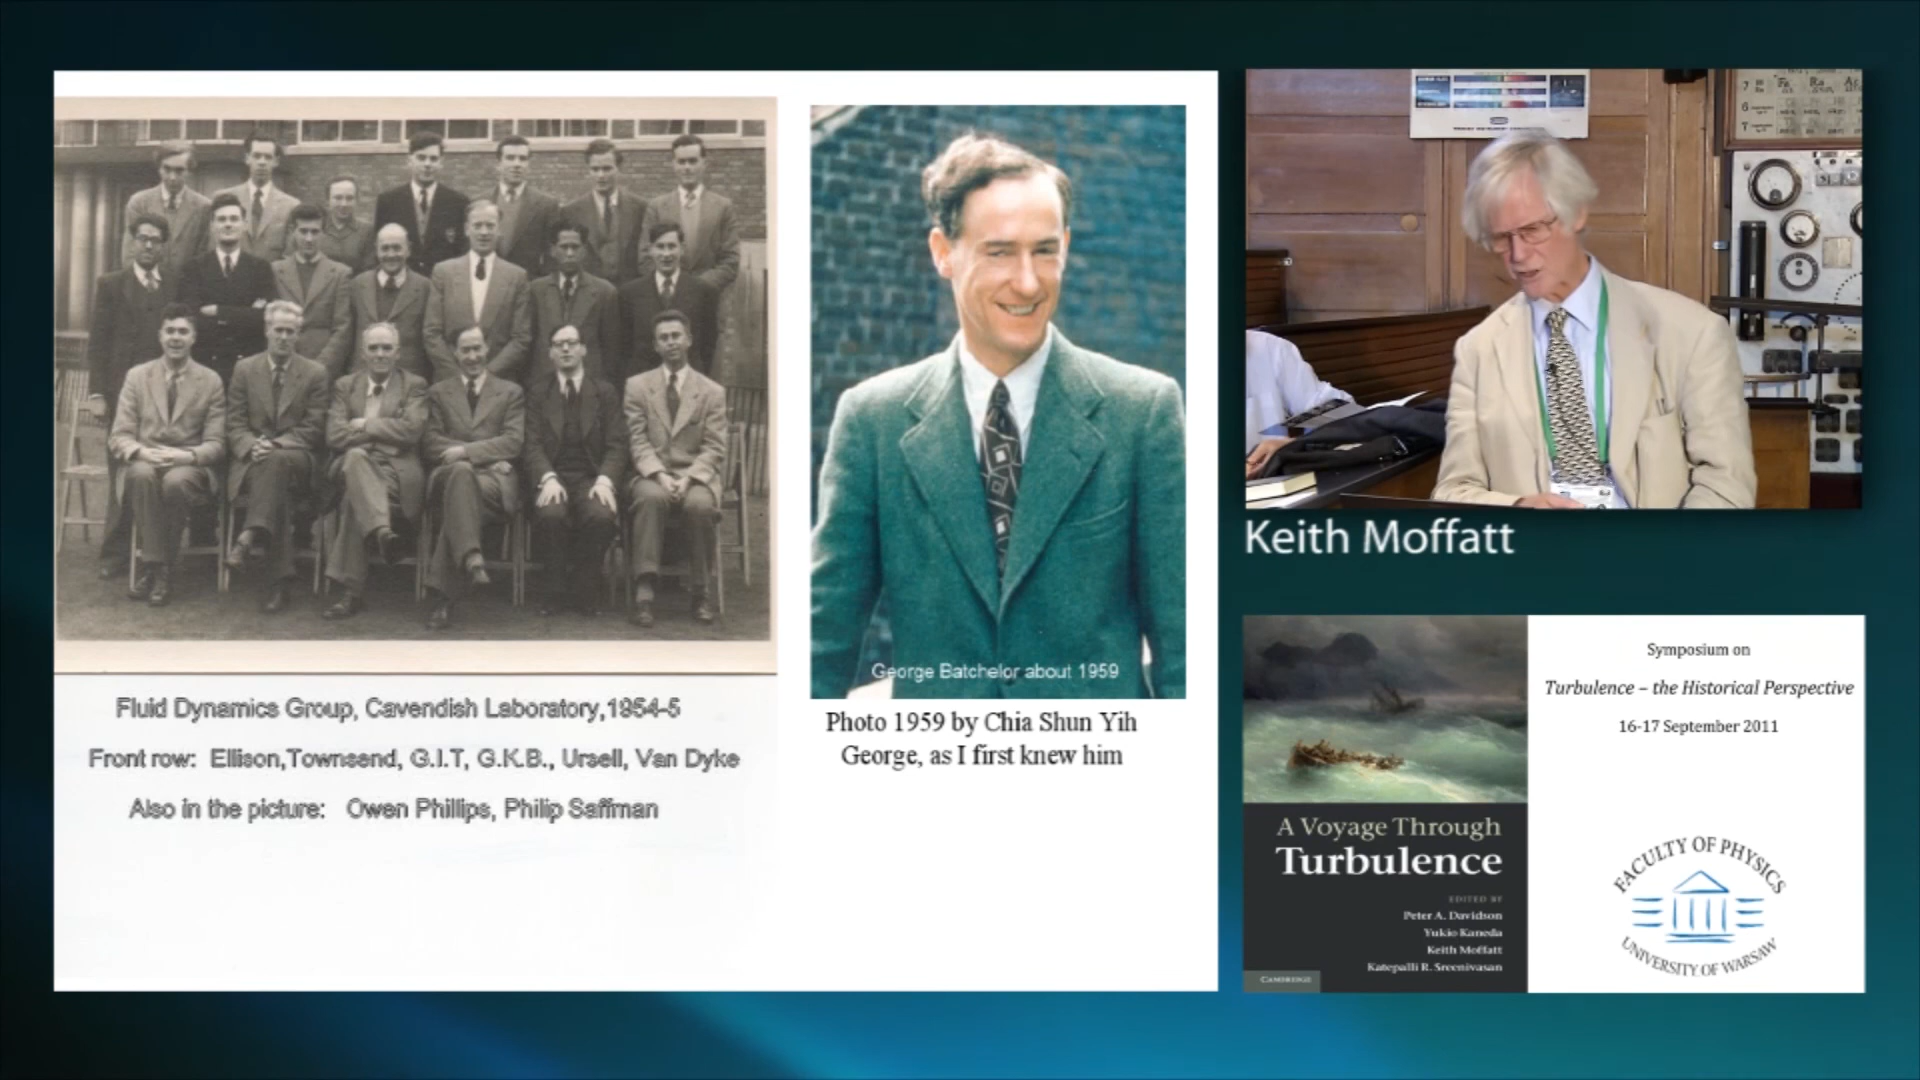 George Batchelor about 1959
Fluid Dynamics Group, Cavendish Laboratory,1954-5
Front row: Ellison,Townsend, G.I.T, G.K.B., Ursell, Van Dyke
Also in the picture: Owen Phillips, Philip Saffman
Photo 1959 by Chia Shun Yih
George, as I first knew him
Keith Moffatt
A Voyage Through
Turbulence
EDITED BY
Peter A. Davidson
Yukio Kaneda
Keith Moffatt
Katepalli R. Sreenivasan
CAMBRIDGE
Symposium on
Turbulence – the Historical Perspective
16-17 September 2011
FACULTY OF PHYSICS
UNIVERSITY OF WARSAW